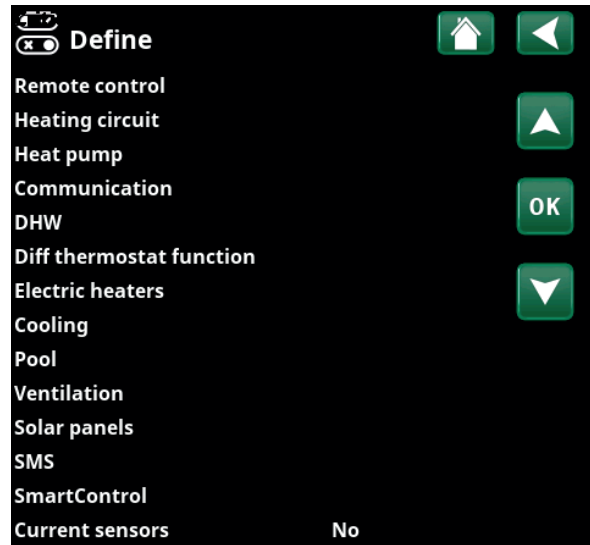 Define
Remote control
Heating circuit
Heat pump
Communication
DHW
OK
Diff thermostat function
Electric heaters
Cooling
Pool
Ventilation
Solar panels
SMS
SmartControl
Current sensors No